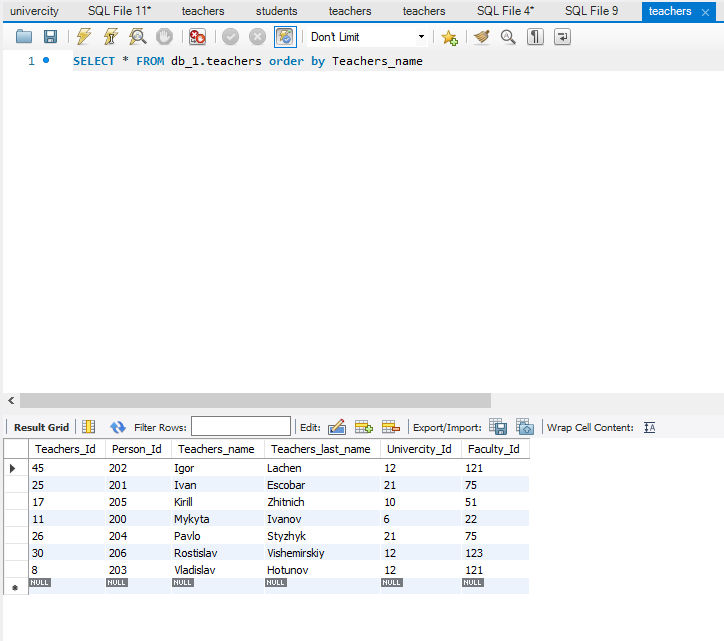 univercity SQL File 11* teachers students teachers teachers SQL File 4* SQL File 9 teachers
Don't Limit
1 SELECT * FROM db_1.teachers order by Teachers_name
Result Grid Filter Rows: Edit: Export/Import: Wrap Cell Content:
Teachers_Id Person_Id Teachers_name Teachers_last_name Univercity_Id Faculty_Id
45 202 Igor Lachen 12 121
25 201 Ivan Escobar 21 75
17 205 Kirill Zhitnich 10 51
11 200 Mykyta Ivanov 6 22
26 204 Pavlo Styzhyk 21 75
30 206 Rostislav Vishemirskiy 12 123
8 203 Vladislav Hotunov 12 121
NULL NULL NULL NULL NULL NULL